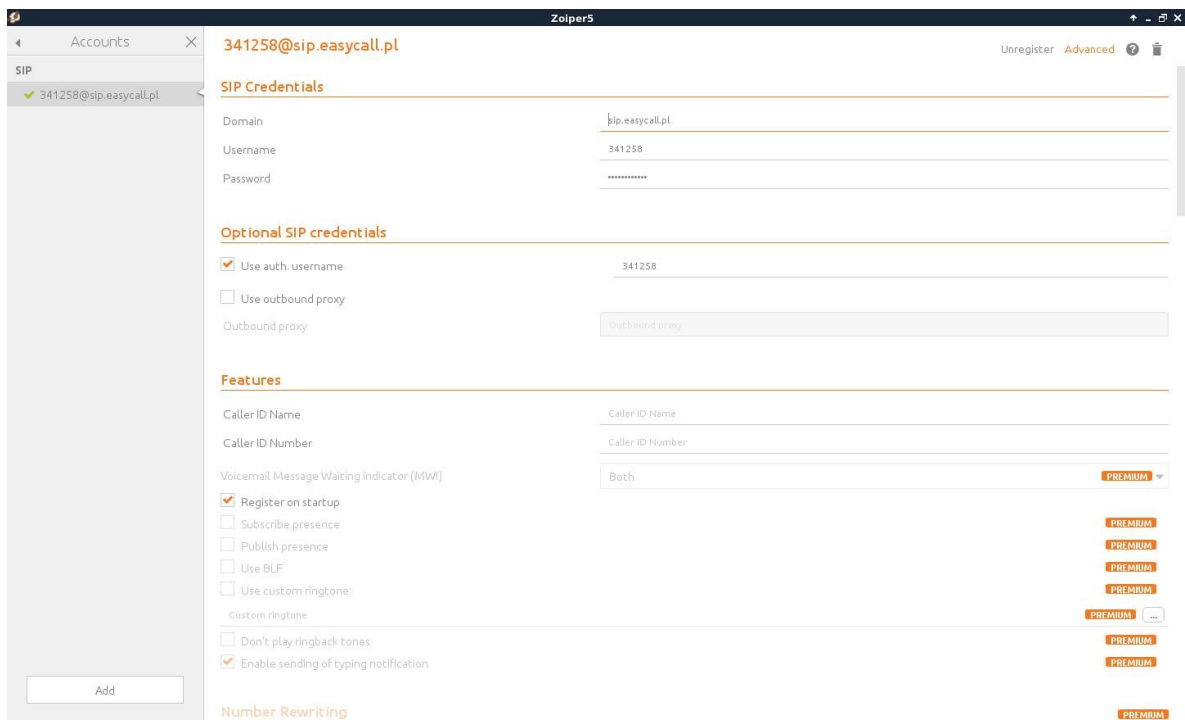 Zoiper5
Accounts
SIP
341258@sip.easycall.pl
Add
341258@sip.easycall.pl
Unregister Advanced ?
SIP Credentials
Domain sip.easycall.pl
Username 341258
Password ••••••••••••
Optional SIP credentials
Use auth. username 341258
Use outbound proxy
Outbound proxy Outbound proxy
Features
Caller ID Name Caller ID Name
Caller ID Number Caller ID Number
Voicemail Message Waiting Indicator (MWI) Both PREMIUM
Register on startup
Subscribe presence PREMIUM
Publish presence PREMIUM
Use BLF PREMIUM
Use custom ringtone: PREMIUM
Custom ringtone PREMIUM ...
Don't play ringback tones PREMIUM
Enable sending of typing notification PREMIUM
Number Rewriting PREMIUM